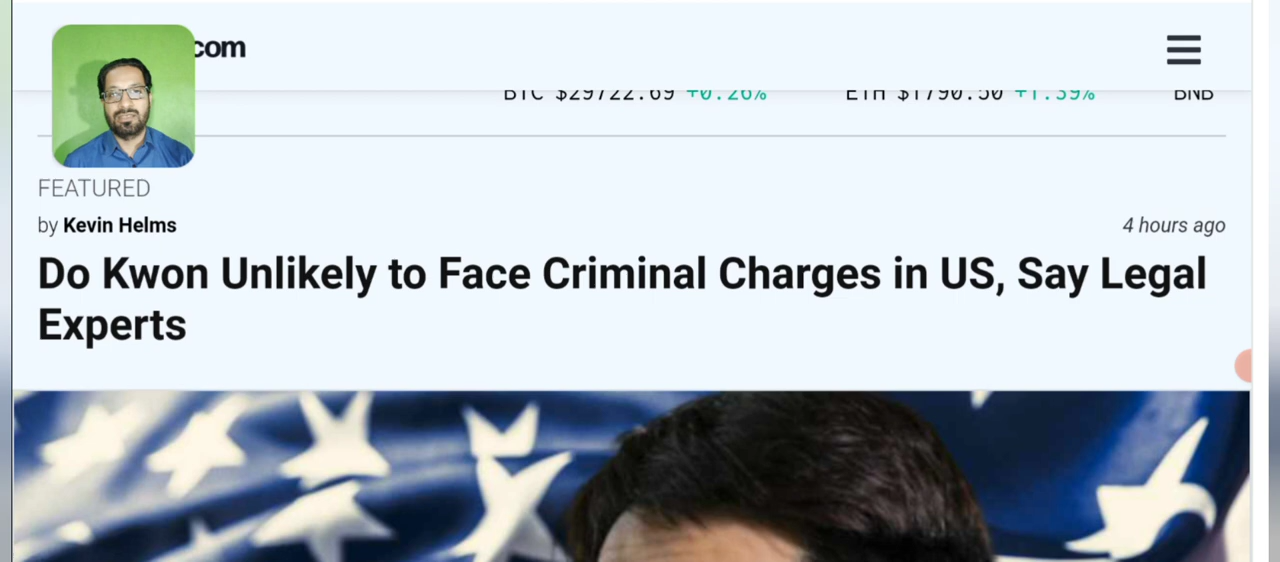 com
BTC $29722.69 +0.26% ETH $1790.50 +1.39% BNB
FEATURED
by Kevin Helms 4 hours ago
Do Kwon Unlikely to Face Criminal Charges in US, Say Legal
Experts